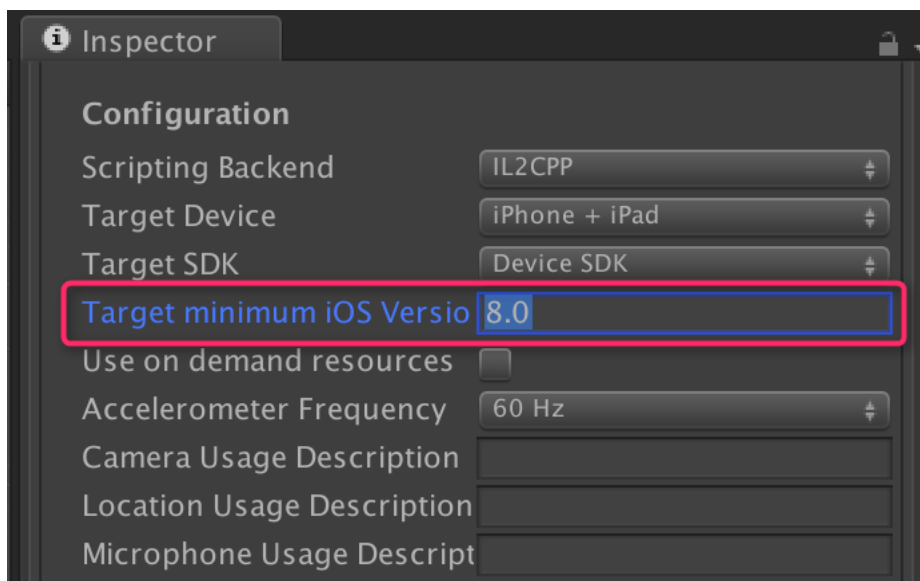 Inspector
Configuration
Scripting Backend IL2CPP
Target Device iPhone + iPad
Target SDK Device SDK
Target minimum iOS Versio 8.0
Use on demand resources
Accelerometer Frequency 60 Hz
Camera Usage Description
Location Usage Description
Microphone Usage Descript